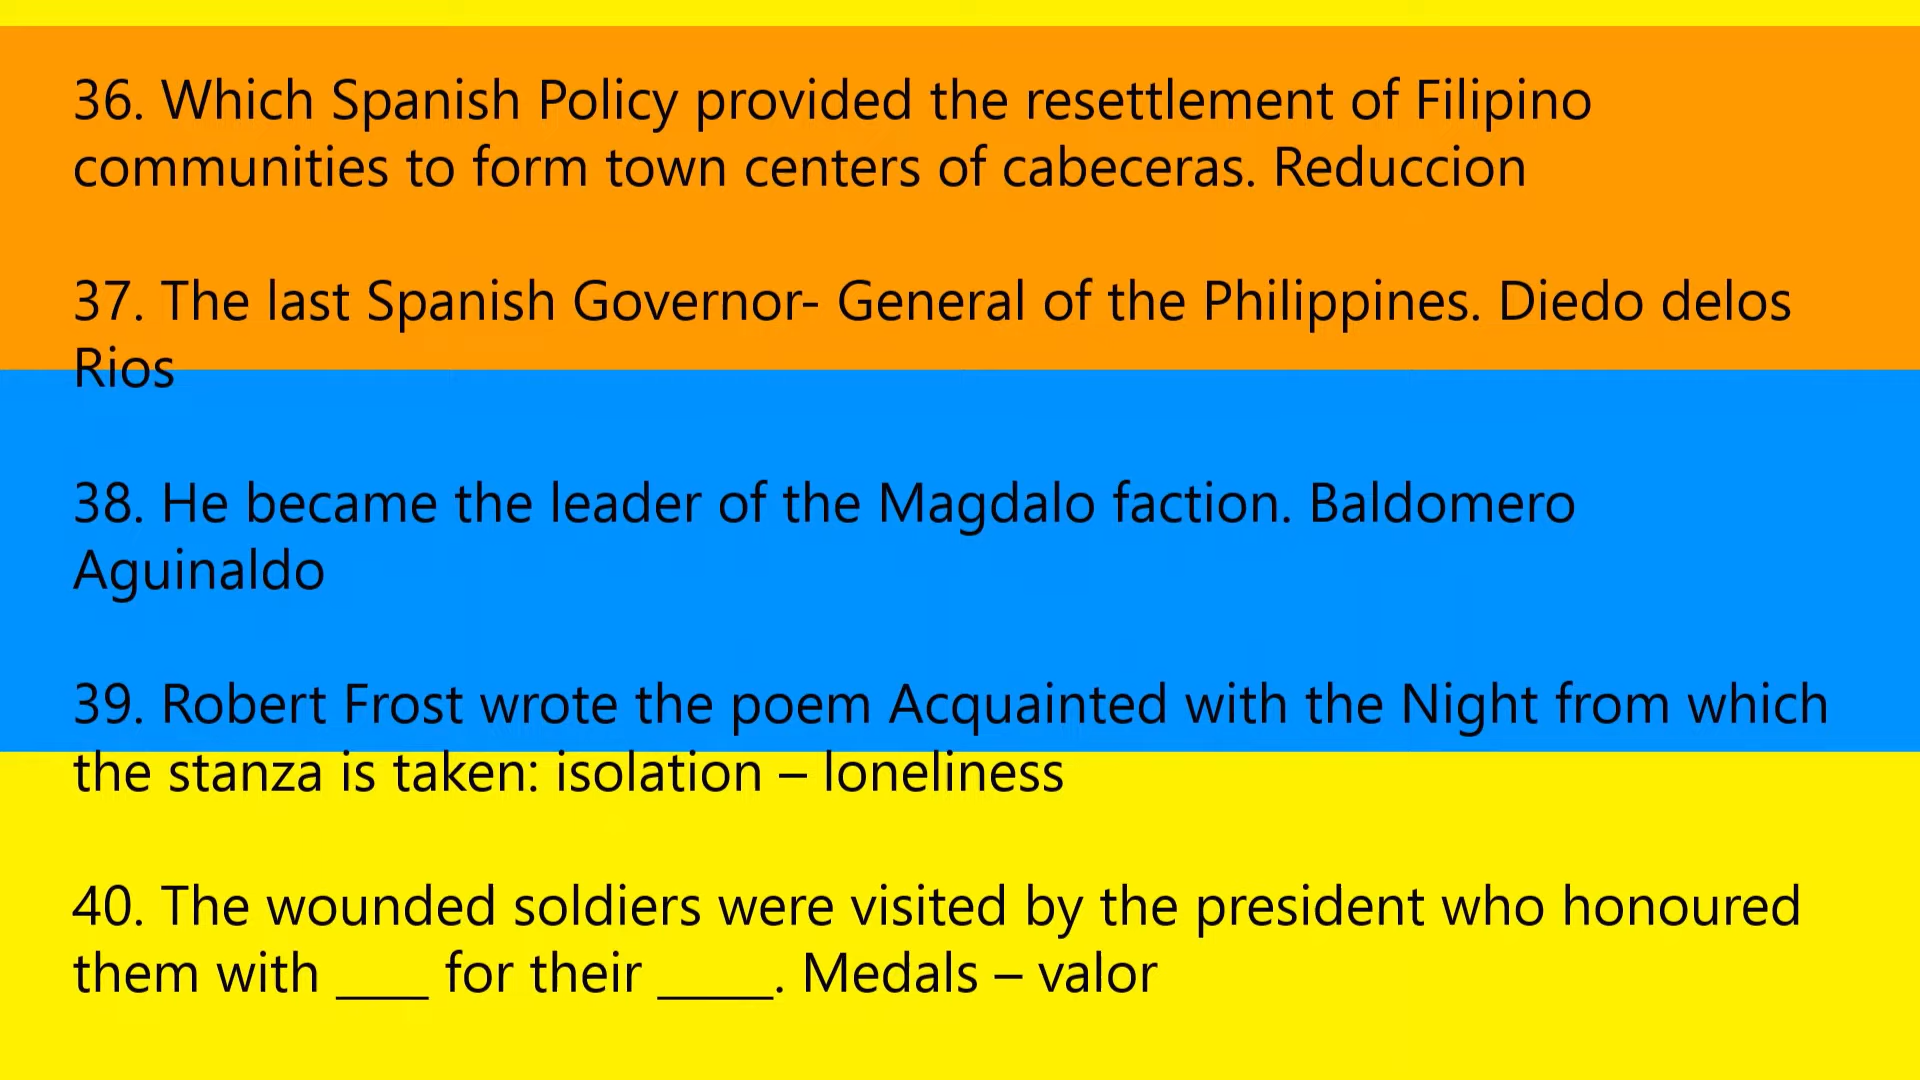 36. Which Spanish Policy provided the resettlement of Filipino
communities to form town centers of cabeceras. Reduccion
37. The last Spanish Governor- General of the Philippines. Diedo delos
Rios
38. He became the leader of the Magdalo faction. Baldomero
Aguinaldo
39. Robert Frost wrote the poem Acquainted with the Night from which
the stanza is taken: isolation – loneliness
40. The wounded soldiers were visited by the president who honoured
them with ____ for their _____. Medals – valor